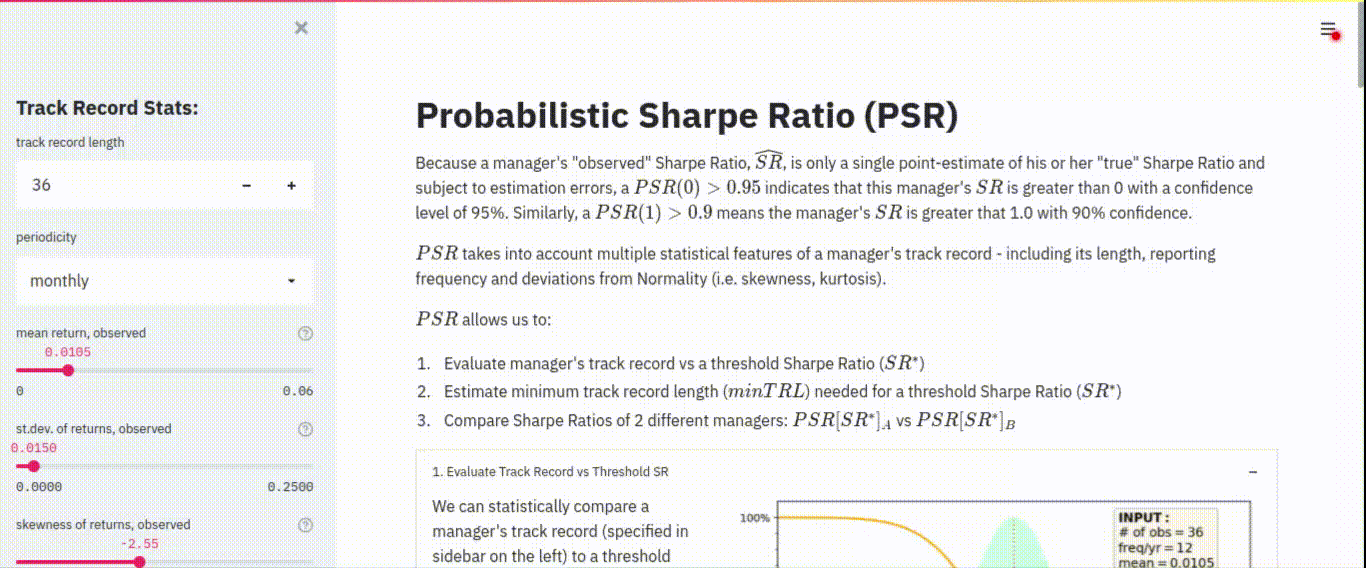 Track Record Stats:
track record length
36
periodicity
monthly
mean return, observed
0.0105
0 0.06
st.dev. of returns, observed
0.0150
0.0000 0.2500
skewness of returns, observed
-2.55
Probabilistic Sharpe Ratio (PSR)
Because a manager's "observed" Sharpe Ratio, \widehat{SR}, is only a single point-estimate of his or her "true" Sharpe Ratio and
subject to estimation errors, a PSR(0) > 0.95 indicates that this manager's SR is greater than 0 with a confidence
level of 95%. Similarly, a PSR(1) > 0.9 means the manager's SR is greater that 1.0 with 90% confidence.
PSR takes into account multiple statistical features of a manager's track record - including its length, reporting
frequency and deviations from Normality (i.e. skewness, kurtosis).
PSR allows us to:
1. Evaluate manager's track record vs a threshold Sharpe Ratio (SR*)
2. Estimate minimum track record length (minTRL) needed for a threshold Sharpe Ratio (SR*)
3. Compare Sharpe Ratios of 2 different managers: PSR[SR*]_A vs PSR[SR*]_B
1. Evaluate Track Record vs Threshold SR
We can statistically compare a
manager's track record (specified in
sidebar on the left) to a threshold
100%
INPUT :
# of obs = 36
freq/yr = 12
mean = 0.0105